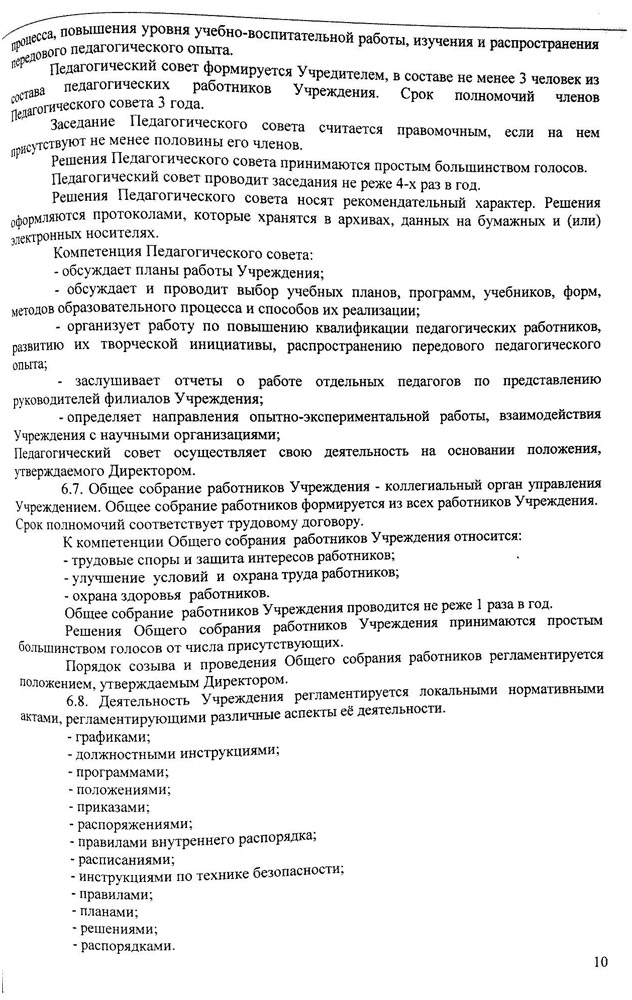 процесса, повышения уровня учебно-воспитательной работы, изучения и распространения
передового педагогического опыта.
Педагогический совет формируется Учредителем, в составе не менее 3 человек из
состава педагогических работников Учреждения. Срок полномочий членов
Педагогического совета 3 года.
Заседание Педагогического совета считается правомочным, если на нем
присутствуют не менее половины его членов.
Решения Педагогического совета принимаются простым большинством голосов.
Педагогический совет проводит заседания не реже 4-х раз в год.
Решения Педагогического совета носят рекомендательный характер. Решения
оформляются протоколами, которые хранятся в архивах, данных на бумажных и (или)
электронных носителях.
Компетенция Педагогического совета:
- обсуждает планы работы Учреждения;
- обсуждает и проводит выбор учебных планов, программ, учебников, форм,
методов образовательного процесса и способов их реализации;
- организует работу по повышению квалификации педагогических работников,
развитию их творческой инициативы, распространению передового педагогического
опыта;
- заслушивает отчеты о работе отдельных педагогов по представлению
руководителей филиалов Учреждения;
- определяет направления опытно-экспериментальной работы, взаимодействия
Учреждения с научными организациями;
Педагогический совет осуществляет свою деятельность на основании положения,
утверждаемого Директором.
6.7. Общее собрание работников Учреждения - коллегиальный орган управления
Учреждением. Общее собрание работников формируется из всех работников Учреждения.
Срок полномочий соответствует трудовому договору.
К компетенции Общего собрания работников Учреждения относится:
- трудовые споры и защита интересов работников;
- улучшение условий и охрана труда работников;
- охрана здоровья работников.
Общее собрание работников Учреждения проводится не реже 1 раза в год.
Решения Общего собрания работников Учреждения принимаются простым
большинством голосов от числа присутствующих.
Порядок созыва и проведения Общего собрания работников регламентируется
положением, утверждаемым Директором.
6.8. Деятельность Учреждения регламентируется локальными нормативными
актами, регламентирующими различные аспекты её деятельности.
- графиками;
- должностными инструкциями;
- программами;
- положениями;
- приказами;
- распоряжениями;
- правилами внутреннего распорядка;
- расписаниями;
- инструкциями по технике безопасности;
- правилами;
- планами;
- решениями;
- распорядками.
10